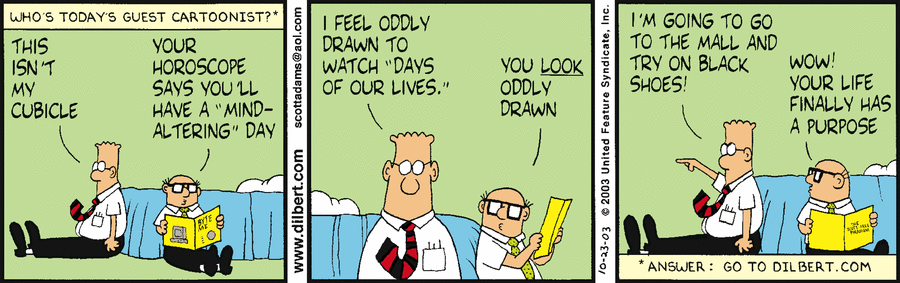 WHO'S TODAY'S GUEST CARTOONIST?*
THIS
ISN'T
MY
CUBICLE
YOUR
HOROSCOPE
SAYS YOU'LL
HAVE A "MIND-
ALTERING" DAY
BYTE
ME
www.dilbert.com
scottadams@aol.com
I FEEL ODDLY
DRAWN TO
WATCH "DAYS
OF OUR LIVES."
YOU LOOK
ODDLY
DRAWN
10-23-03 © 2003 United Feature Syndicate, Inc.
I'M GOING TO GO
TO THE MALL AND
TRY ON BLACK
SHOES!
WOW!
YOUR LIFE
FINALLY HAS
A PURPOSE
THE
*ANSWER: GO TO DILBERT.COM